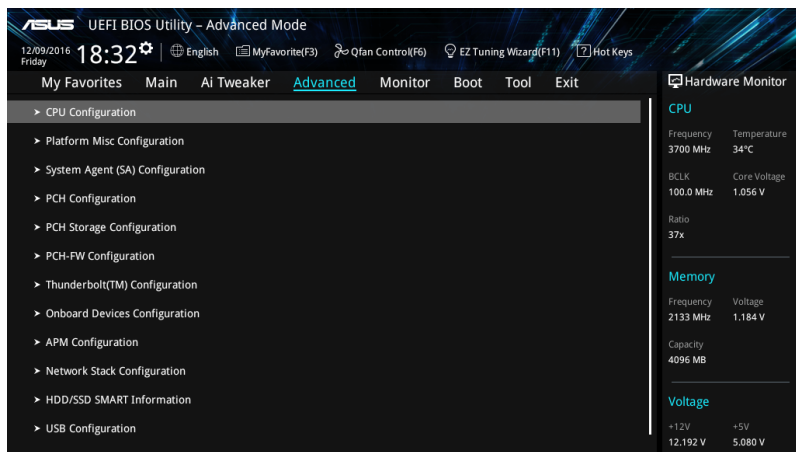 ASUS UEFI BIOS Utility – Advanced Mode
12/09/2016 Friday 18:32 English MyFavorite(F3) Qfan Control(F6) EZ Tuning Wizard(F11) ? Hot Keys
My Favorites Main Ai Tweaker Advanced Monitor Boot Tool Exit
> CPU Configuration
> Platform Misc Configuration
> System Agent (SA) Configuration
> PCH Configuration
> PCH Storage Configuration
> PCH-FW Configuration
> Thunderbolt(TM) Configuration
> Onboard Devices Configuration
> APM Configuration
> Network Stack Configuration
> HDD/SSD SMART Information
> USB Configuration
Hardware Monitor
CPU
Frequency Temperature
3700 MHz 34°C
BCLK Core Voltage
100.0 MHz 1.056 V
Ratio
37x
Memory
Frequency Voltage
2133 MHz 1.184 V
Capacity
4096 MB
Voltage
+12V +5V
12.192 V 5.080 V